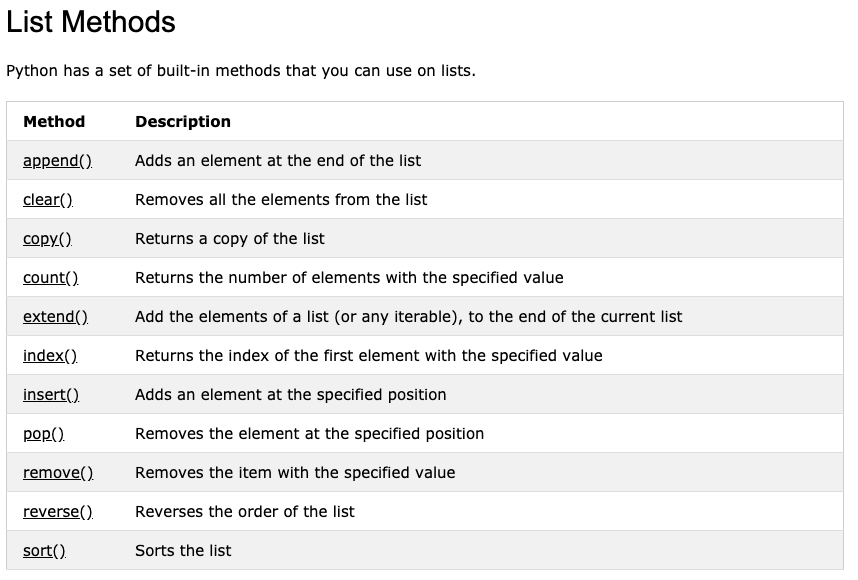 List Methods
Python has a set of built-in methods that you can use on lists.
Method Description
append() Adds an element at the end of the list
clear() Removes all the elements from the list
copy() Returns a copy of the list
count() Returns the number of elements with the specified value
extend() Add the elements of a list (or any iterable), to the end of the current list
index() Returns the index of the first element with the specified value
insert() Adds an element at the specified position
pop() Removes the element at the specified position
remove() Removes the item with the specified value
reverse() Reverses the order of the list
sort() Sorts the list